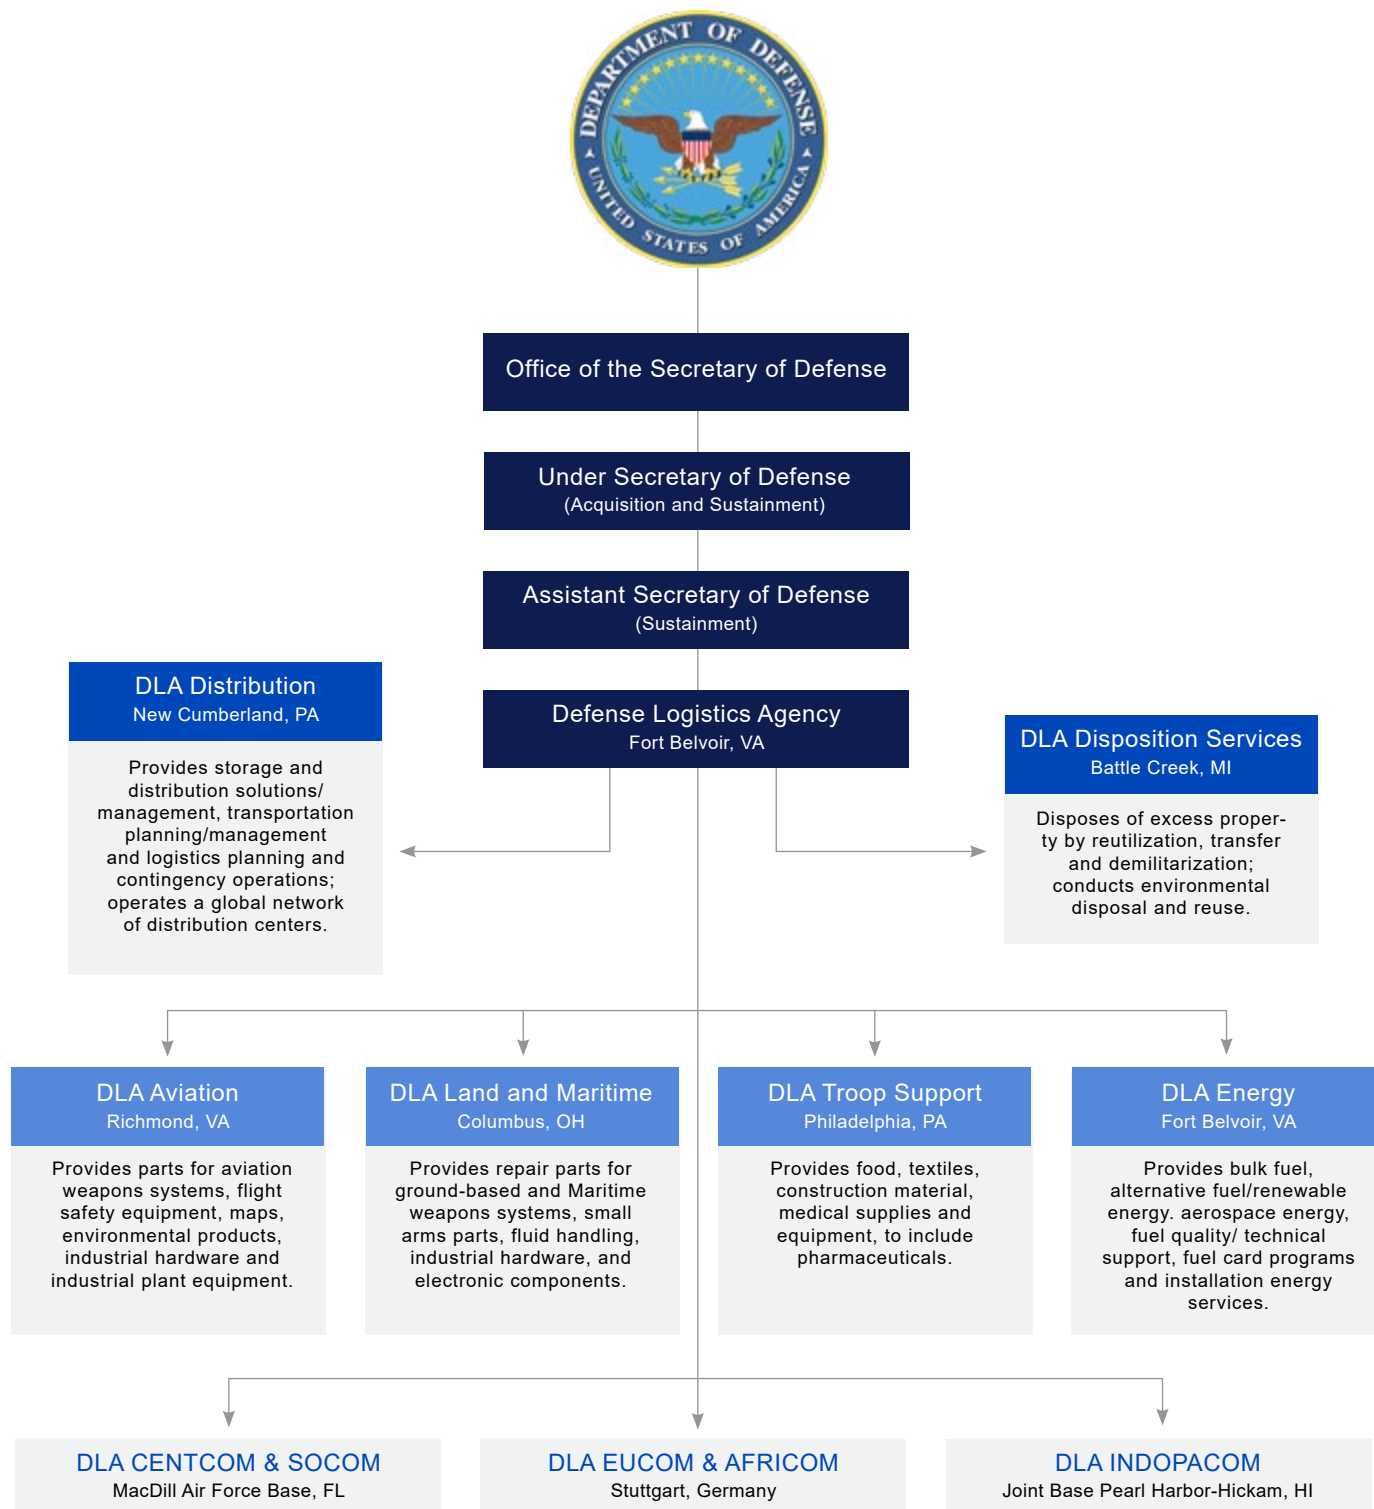 DEPARTMENT OF DEFENSE
UNITED STATES OF AMERICA
Office of the Secretary of Defense
Under Secretary of Defense
(Acquisition and Sustainment)
Assistant Secretary of Defense
(Sustainment)
Defense Logistics Agency
Fort Belvoir, VA
DLA Distribution
New Cumberland, PA
Provides storage and
distribution solutions/
management, transportation
planning/management
and logistics planning and
contingency operations;
operates a global network
of distribution centers.
DLA Disposition Services
Battle Creek, MI
Disposes of excess proper-
ty by reutilization, transfer
and demilitarization;
conducts environmental
disposal and reuse.
DLA Aviation
Richmond, VA
Provides parts for aviation
weapons systems, flight
safety equipment, maps,
environmental products,
industrial hardware and
industrial plant equipment.
DLA Land and Maritime
Columbus, OH
Provides repair parts for
ground-based and Maritime
weapons systems, small
arms parts, fluid handling,
industrial hardware, and
electronic components.
DLA Troop Support
Philadelphia, PA
Provides food, textiles,
construction material,
medical supplies and
equipment, to include
pharmaceuticals.
DLA Energy
Fort Belvoir, VA
Provides bulk fuel,
alternative fuel/renewable
energy. aerospace energy,
fuel quality/ technical
support, fuel card programs
and installation energy
services.
DLA CENTCOM & SOCOM
MacDill Air Force Base, FL
DLA EUCOM & AFRICOM
Stuttgart, Germany
DLA INDOPACOM
Joint Base Pearl Harbor-Hickam, HI